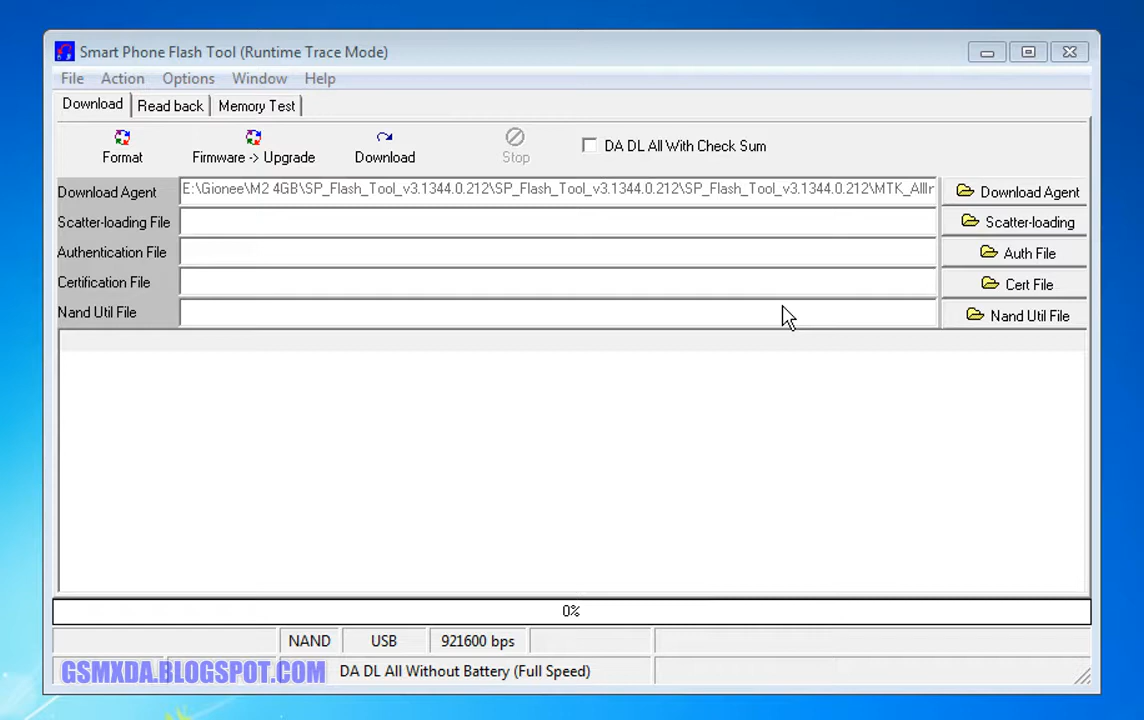 Smart Phone Flash Tool (Runtime Trace Mode)
File Action Options Window Help
Download Read back Memory Test
Format Firmware -> Upgrade Download Stop DA DL All With Check Sum
Download Agent E:\Gionee\M2 4GB\SP_Flash_Tool_v3.1344.0.212\SP_Flash_Tool_v3.1344.0.212\SP_Flash_Tool_v3.1344.0.212\MTK_AllIn Download Agent
Scatter-loading File Scatter-loading
Authentication File Auth File
Certification File Cert File
Nand Util File Nand Util File
0%
NAND USB 921600 bps
GSMXDA.BLOGSPOT.COM DA DL All Without Battery (Full Speed)